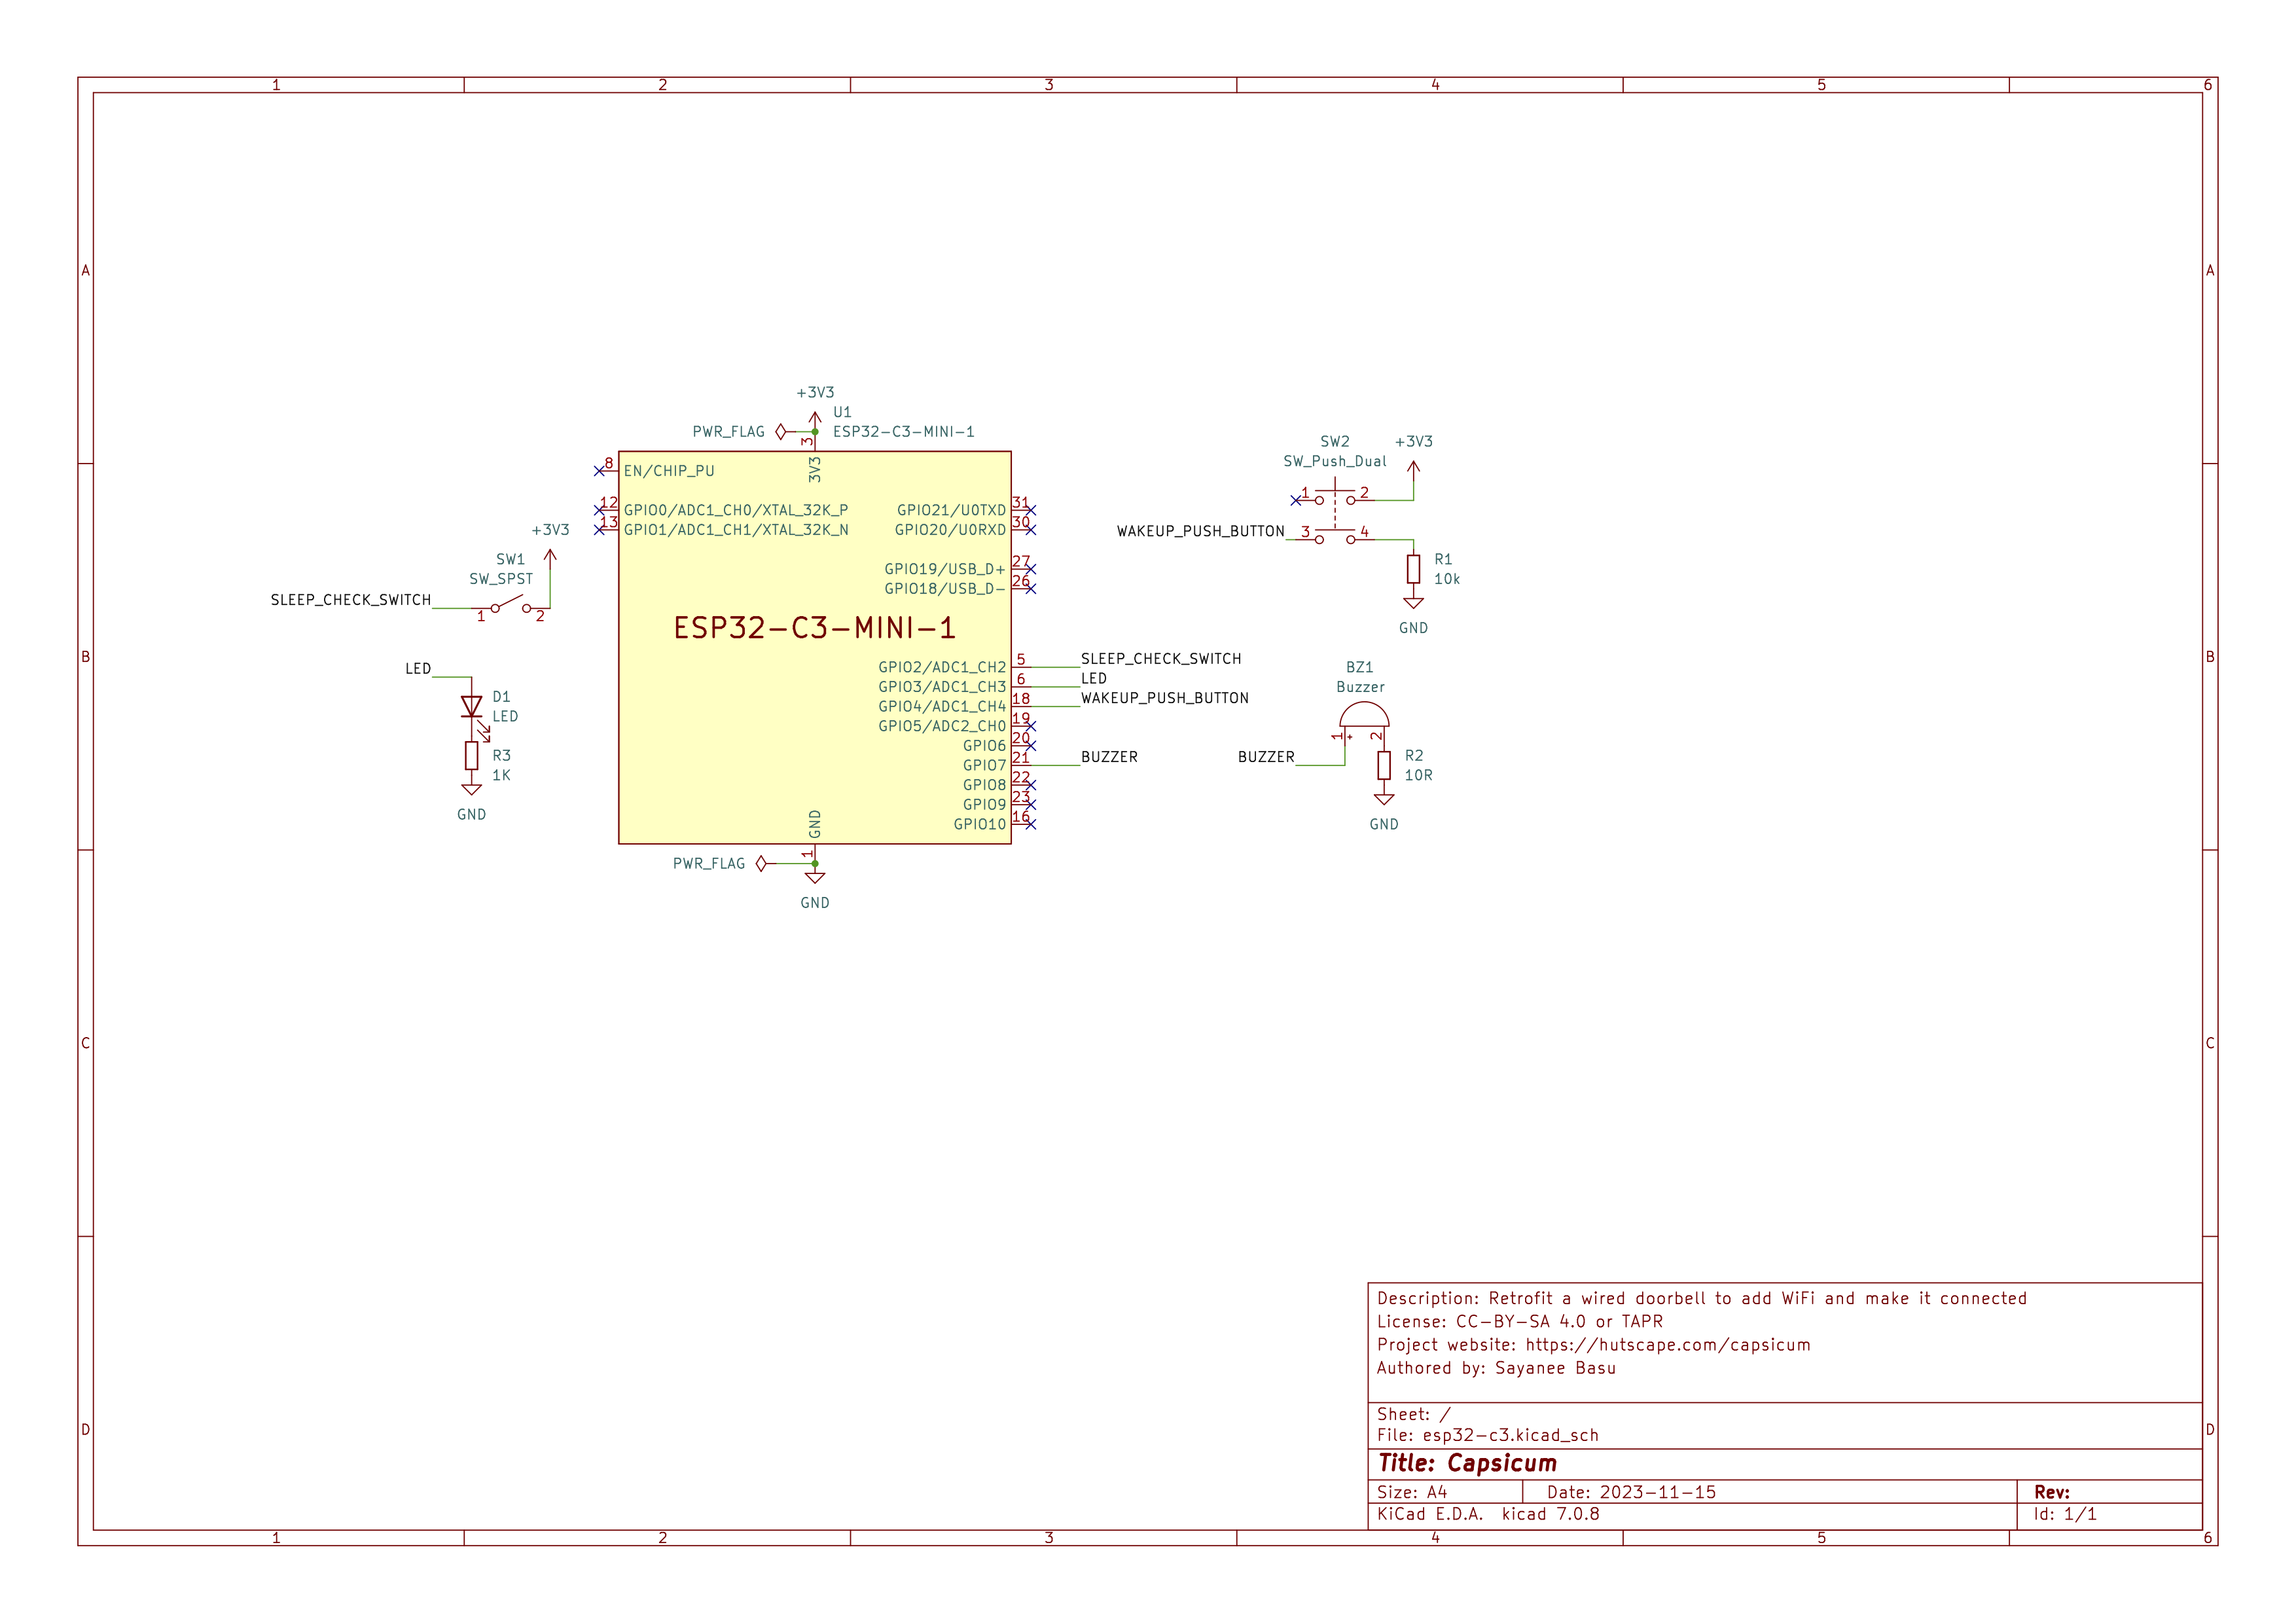 1 2 3 4 5 6
A A
+3V3
U1
PWR_FLAG ESP32-C3-MINI-1
3
3V3
8 EN/CHIP_PU
12 GPIO0/ADC1_CH0/XTAL_32K_P
13 GPIO1/ADC1_CH1/XTAL_32K_N
GPIO21/U0TXD 31
GPIO20/U0RXD 30
GPIO19/USB_D+ 27
GPIO18/USB_D- 26
ESP32-C3-MINI-1
GPIO2/ADC1_CH2 5 SLEEP_CHECK_SWITCH
GPIO3/ADC1_CH3 6 LED
GPIO4/ADC1_CH4 18 WAKEUP_PUSH_BUTTON
GPIO5/ADC2_CH0 19
GPIO6 20
GPIO7 21 BUZZER
GPIO8 22
GPIO9 23
GPIO10 16
GND
1
PWR_FLAG
GND
+3V3
SW1
SW_SPST
SLEEP_CHECK_SWITCH
1 2
LED
D1
LED
R3
1K
GND
SW2
SW_Push_Dual
+3V3
1 2
WAKEUP_PUSH_BUTTON
3 4
R1
10k
GND
BZ1
Buzzer
1 + 2
BUZZER
R2
10R
GND
B B
C C
D D
Description: Retrofit a wired doorbell to add WiFi and make it connected
License: CC-BY-SA 4.0 or TAPR
Project website: https://hutscape.com/capsicum
Authored by: Sayanee Basu
Sheet: /
File: esp32-c3.kicad_sch
Title: Capsicum
Size: A4 Date: 2023-11-15 Rev:
KiCad E.D.A. kicad 7.0.8 Id: 1/1
1 2 3 4 5 6